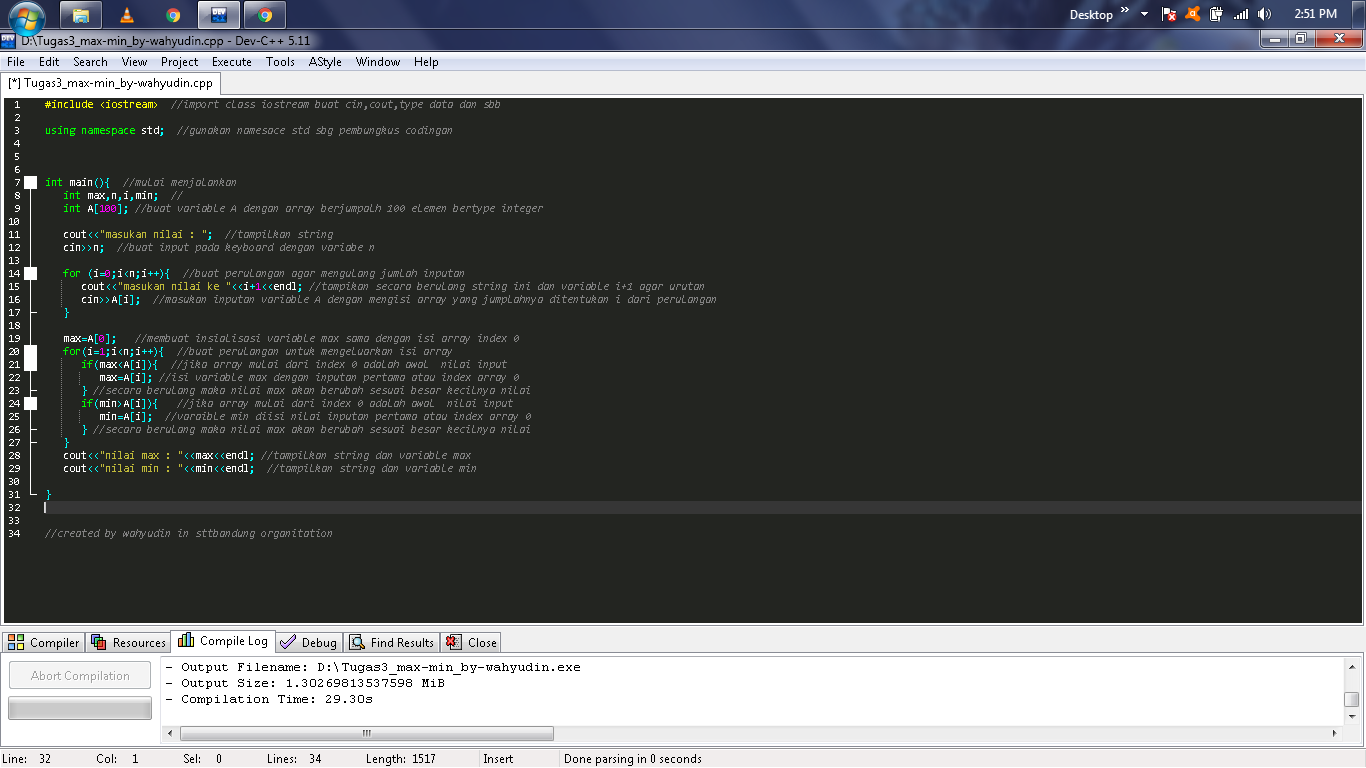 Desktop » 2:51 PM
D:\Tugas3_max-min_by-wahyudin.cpp - Dev-C++ 5.11
File Edit Search View Project Execute Tools AStyle Window Help
[*] Tugas3_max-min_by-wahyudin.cpp
1 #include <iostream> //import class iostream buat cin,cout,type data dan sbb
2
3 using namespace std; //gunakan namesace std sbg pembungkus codingan
4
5
6
7 int main(){ //mulai menjalankan
8 int max,n,i,min; //
9 int A[100]; //buat variable A dengan array berjumpalh 100 elemen bertype integer
10
11 cout<<"masukan nilai : "; //tampilkan string
12 cin>>n; //buat input pada keyboard dengan variabe n
13
14 for (i=0;i<n;i++){ //buat perulangan agar mengulang jumlah inputan
15 cout<<"masukan nilai ke "<<i+1<<endl; //tampikan secara berulang string ini dan variable i+1 agar urutan
16 cin>>A[i]; //masukan inputan variable A dengan mengisi array yang jumplahnya ditentukan i dari perulangan
17 }
18
19 max=A[0]; //membuat insialisasi variable max sama dengan isi array index 0
20 for(i=1;i<n;i++){ //buat perulangan untuk mengeluarkan isi array
21 if(max<A[i]){ //jika array mulai dari index 0 adalah awal nilai input
22 max=A[i]; //isi variable max dengan inputan pertama atau index array 0
23 } //secara berulang maka nilai max akan berubah sesuai besar kecilnya nilai
24 if(min>A[i]){ //jika array mulai dari index 0 adalah awal nilai input
25 min=A[i]; //varaible min diisi nilai inputan pertama atau index array 0
26 } //secara berulang maka nilai max akan berubah sesuai besar kecilnya nilai
27 }
28 cout<<"nilai max : "<<max<<endl; //tampilkan string dan variable max
29 cout<<"nilai min : "<<min<<endl; //tampilkan string dan variable min
30
31 }
32
33
34 //created by wahyudin in sttbandung organitation
Compiler Resources Compile Log Debug Find Results Close
Abort Compilation
- Output Filename: D:\Tugas3_max-min_by-wahyudin.exe
- Output Size: 1.30269813537598 MiB
- Compilation Time: 29.30s
Line: 32 Col: 1 Sel: 0 Lines: 34 Length: 1517 Insert Done parsing in 0 seconds